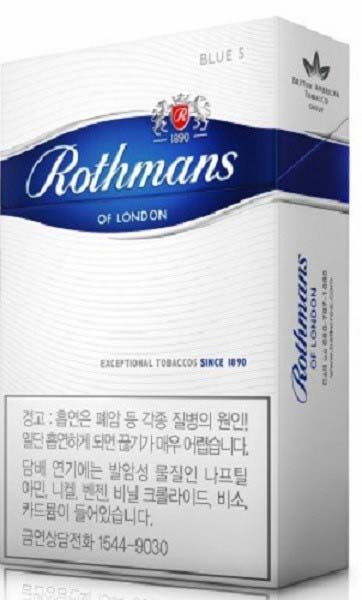 BLUE S
BRITISH AMERICAN
TOBACCO
GROUP
R
1890
Rothmans
OF LONDON
EXCEPTIONAL TOBACCOS SINCE 1890
Rothmans
OF LONDON
경고 : 흡연은 폐암 등 각종 질병의 원인!!
일단 흡연하게 되면 끊기가 매우 어렵습니다.
담배 연기에는 발암성 물질인 나프틸
아민, 니켈, 벤젠, 비닐 크롤라이드, 비소,
카드뮴이 들어있습니다.
금연상담전화 1544-9030